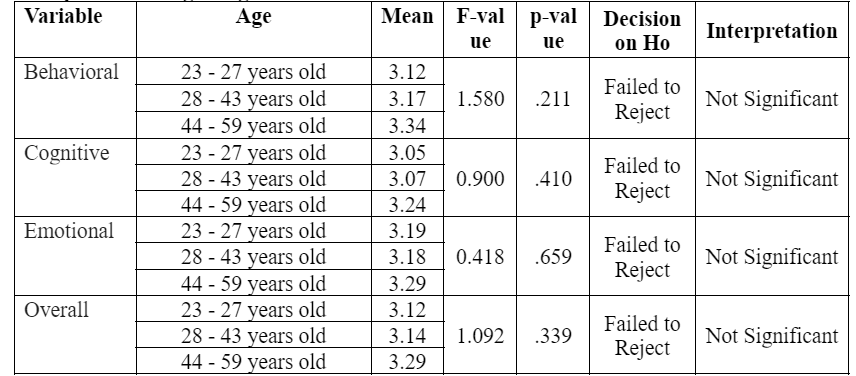 Variable Age Mean F-val ue p-val ue Decision on Ho Interpretation
Behavioral 23 - 27 years old 3.12 1.580 .211 Failed to Reject Not Significant
28 - 43 years old 3.17
44 - 59 years old 3.34
Cognitive 23 - 27 years old 3.05 0.900 .410 Failed to Reject Not Significant
28 - 43 years old 3.07
44 - 59 years old 3.24
Emotional 23 - 27 years old 3.19 0.418 .659 Failed to Reject Not Significant
28 - 43 years old 3.18
44 - 59 years old 3.29
Overall 23 - 27 years old 3.12 1.092 .339 Failed to Reject Not Significant
28 - 43 years old 3.14
44 - 59 years old 3.29